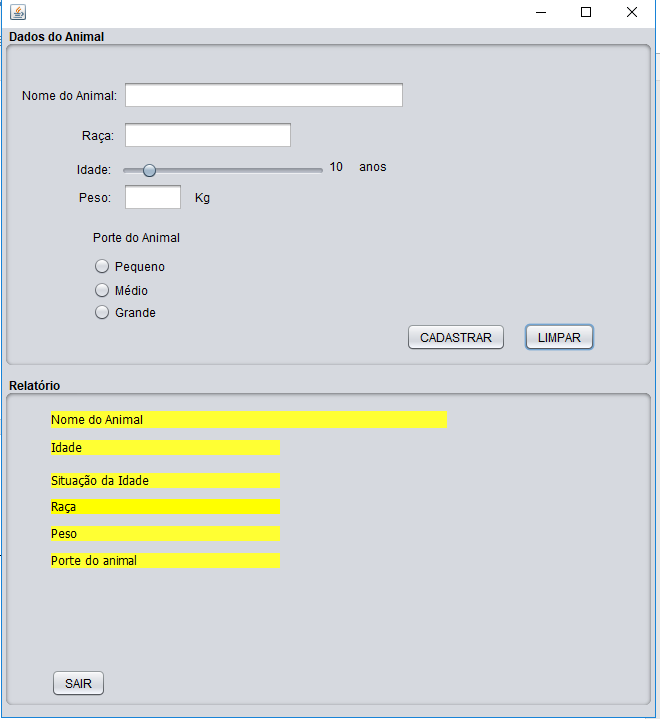 Dados do Animal
Nome do Animal:
Raça:
Idade: 10 anos
Peso: Kg
Porte do Animal
Pequeno
Médio
Grande
CADASTRAR LIMPAR
Relatório
Nome do Animal
Idade
Situação da Idade
Raça
Peso
Porte do animal
SAIR